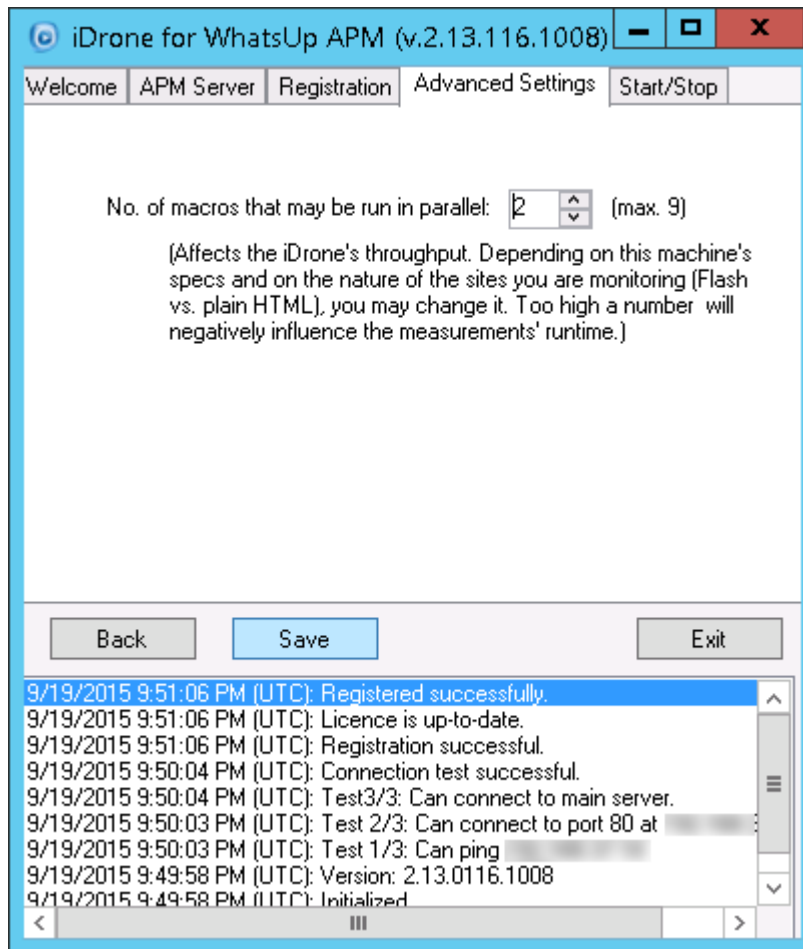 iDrone for WhatsUp APM (v.2.13.116.1008)
Welcome APM Server Registration Advanced Settings Start/Stop
No. of macros that may be run in parallel: 2 (max. 9)
(Affects the iDrone's throughput. Depending on this machine's
specs and on the nature of the sites you are monitoring (Flash
vs. plain HTML), you may change it. Too high a number will
negatively influence the measurements' runtime.)
Back Save Exit
9/19/2015 9:51:06 PM (UTC): Registered successfully.
9/19/2015 9:51:06 PM (UTC): Licence is up-to-date.
9/19/2015 9:51:06 PM (UTC): Registration successful.
9/19/2015 9:50:04 PM (UTC): Connection test successful.
9/19/2015 9:50:04 PM (UTC): Test3/3: Can connect to main server.
9/19/2015 9:50:03 PM (UTC): Test 2/3: Can connect to port 80 at
9/19/2015 9:50:03 PM (UTC): Test 1/3: Can ping
9/19/2015 9:49:58 PM (UTC): Version: 2.13.0116.1008
9/19/2015 9:49:58 PM (UTC): Initialized